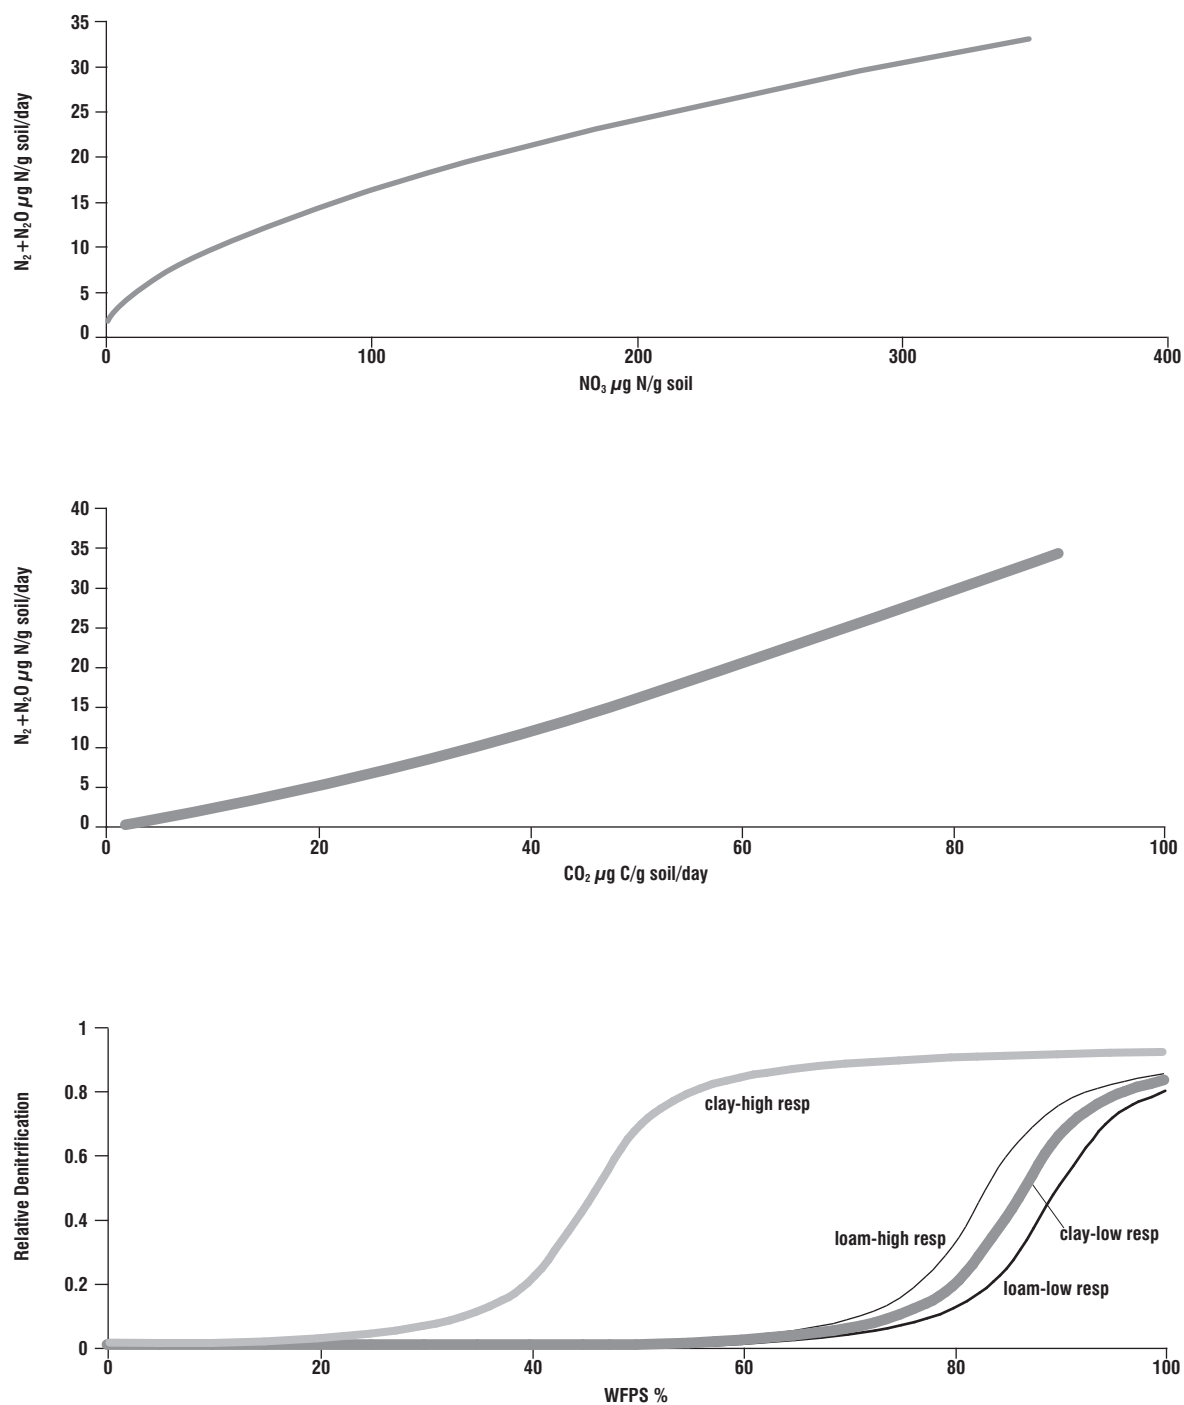 35
30
25
20
15
10
5
0
N₂+N₂O µg N/g soil/day
0 100 200 300 400
NO₃ µg N/g soil
40
35
30
25
20
15
10
5
0
N₂+N₂O µg N/g soil/day
0 20 40 60 80 100
CO₂ µg C/g soil/day
1
0.8
0.6
0.4
0.2
0
Relative Denitrification
clay-high resp
loam-high resp
clay-low resp
loam-low resp
0 20 40 60 80 100
WFPS %